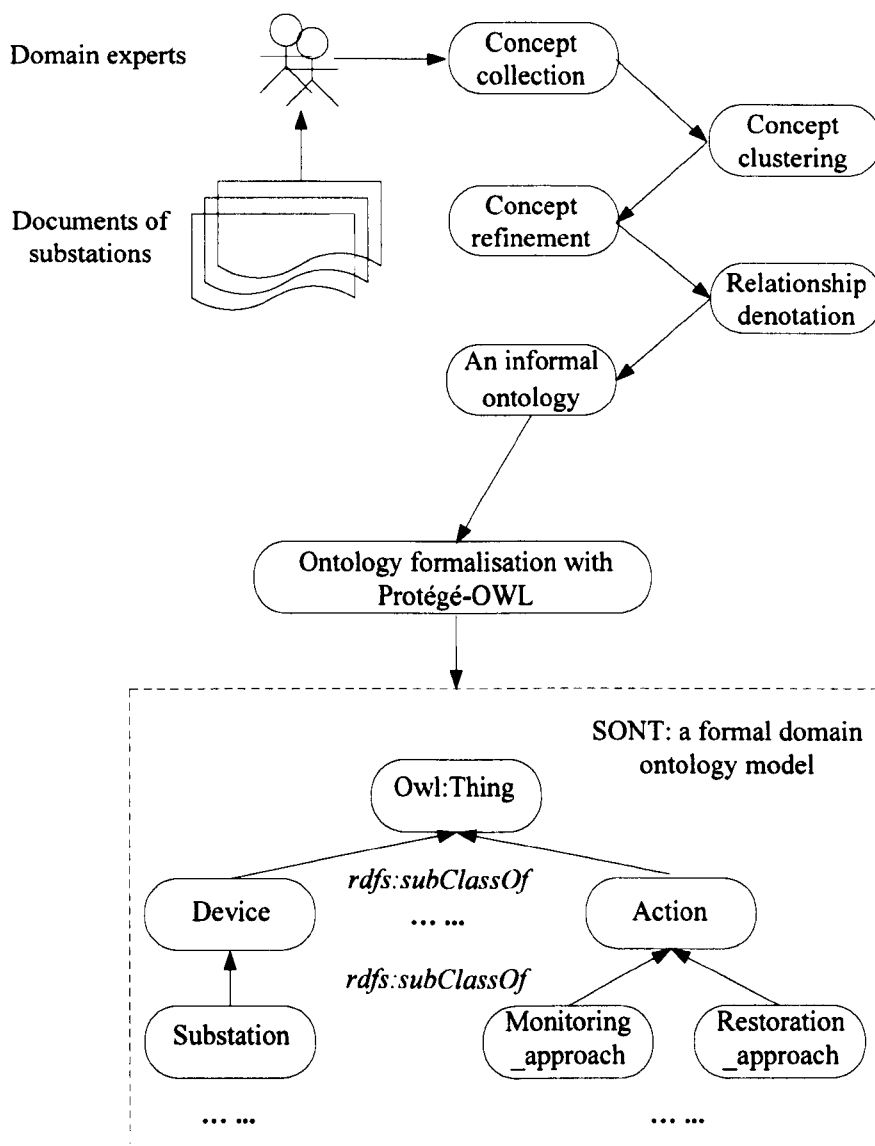 Domain experts
Concept
collection
Concept
clustering
Documents of
substations
Concept
refinement
Relationship
denotation
An informal
ontology
Ontology formalisation with
Protégé-OWL
SONT: a formal domain
ontology model
Owl:Thing
rdfs:subClassOf
Device
... ...
Action
rdfs:subClassOf
Substation
Monitoring
_approach
Restoration
_approach
... ...
... ...